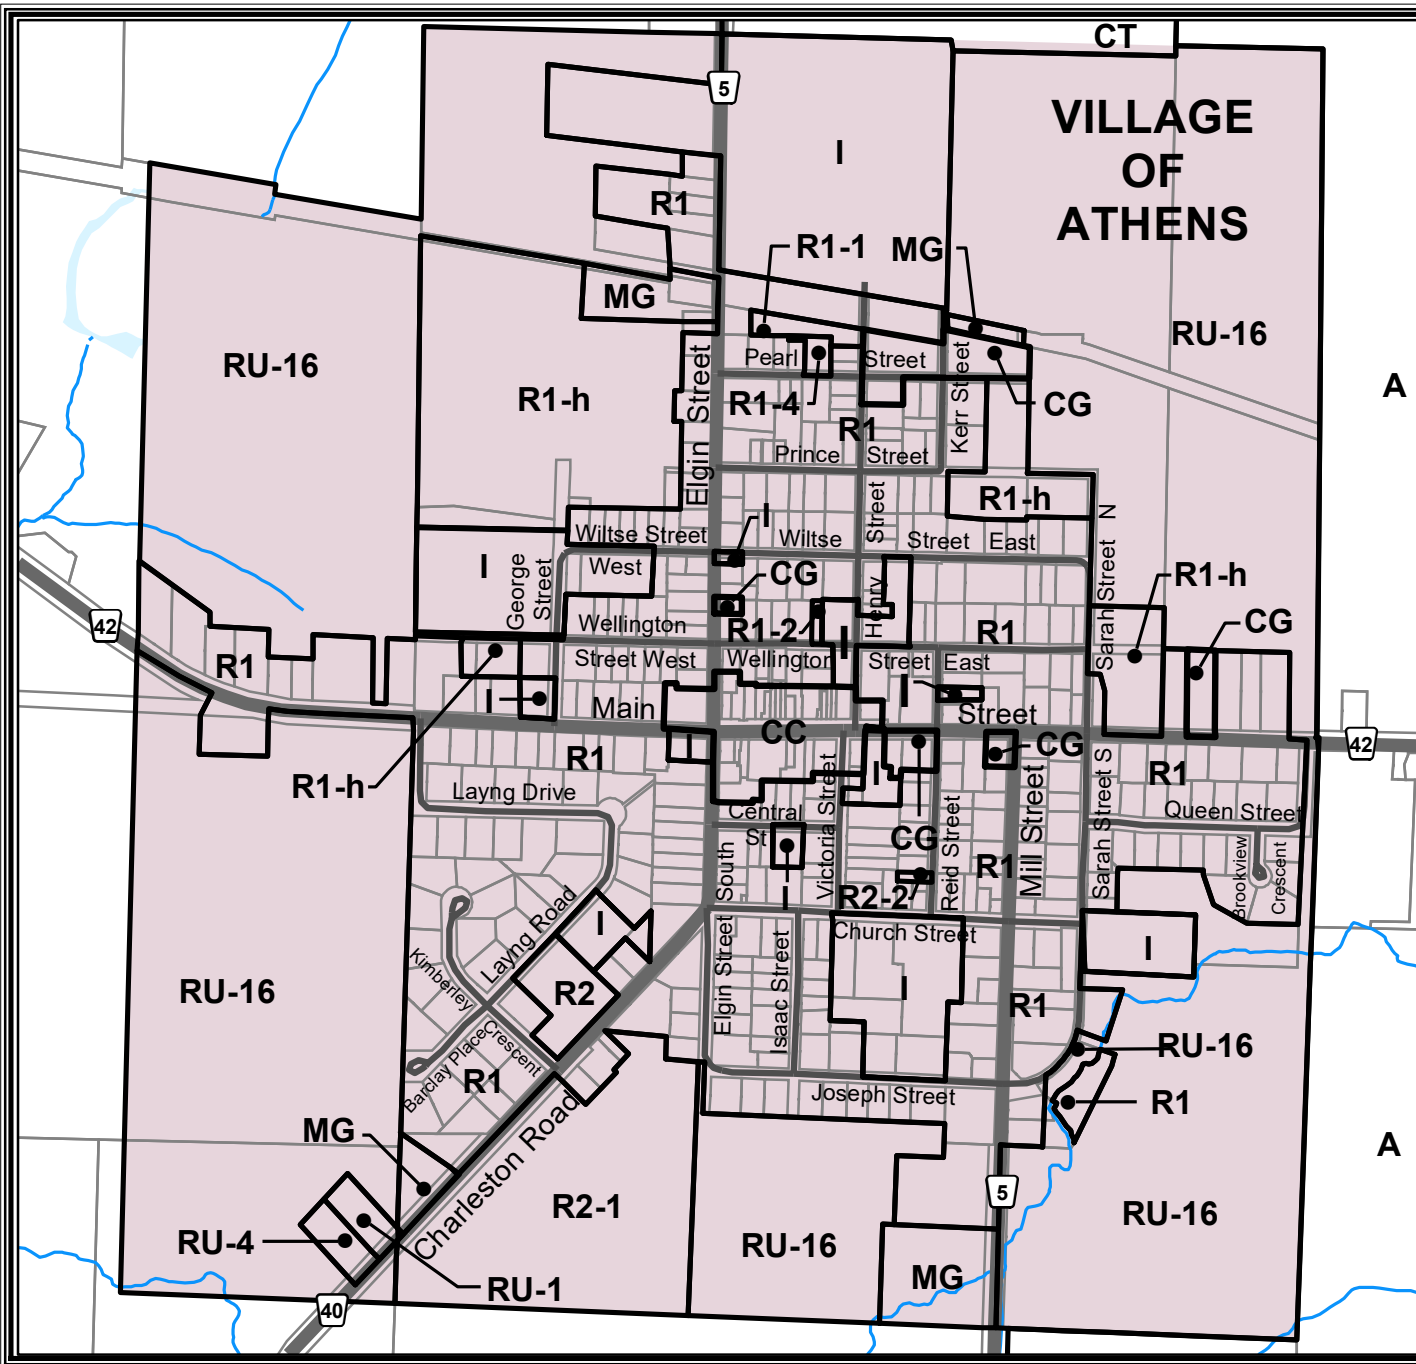 CT
5
VILLAGE
OF
ATHENS
I
R1
R1-1
MG
MG
RU-16
RU-16
A
Pearl
Street
R1-h
R1-4
CG
Elgin Street
Kerr Street
R1
Prince
Street
R1-h
Street
Sarah Street N
I
Wiltse Street
Wiltse
Street
East
West
I
George
Street
CG
R1-h
Henry
42
Wellington
R1-2
I
R1
CG
R1
Street West
Wellington
Street
East
I
I
Main
Street
CC
CG
42
R1
I
R1-h
I
R1
Layng Drive
Queen Street
Central
St
Victoria Street
CG
Reid Street
R1
Mill Street
Sarah Street S
Brookview
Crescent
South
I
R2-2
Layng Road
I
Church Street
I
Kimberley
R2
Elgin Street
Isaac Street
I
R1
RU-16
Crescent
Barclay Place
R1
RU-16
Joseph Street
R1
MG
Charleston Road
A
5
R2-1
RU-16
RU-4
RU-16
RU-1
MG
40